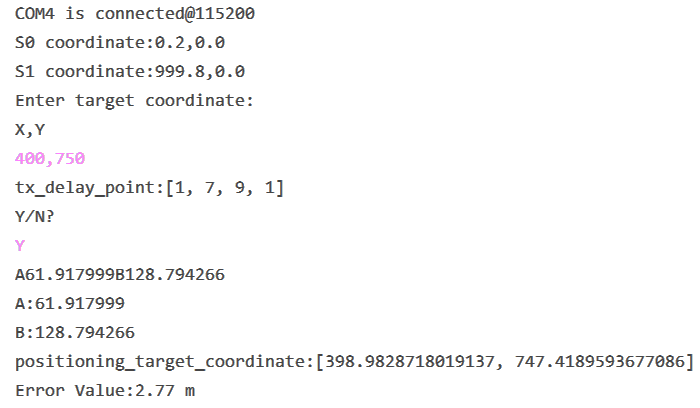 COM4 is connected@115200
S0 coordinate:0.2,0.0
S1 coordinate:999.8,0.0
Enter target coordinate:
X,Y
400,750
tx_delay_point:[1, 7, 9, 1]
Y/N?
Y
A61.917999B128.794266
A:61.917999
B:128.794266
positioning_target_coordinate:[398.9828718019137, 747.4189593677086]
Error Value:2.77 m